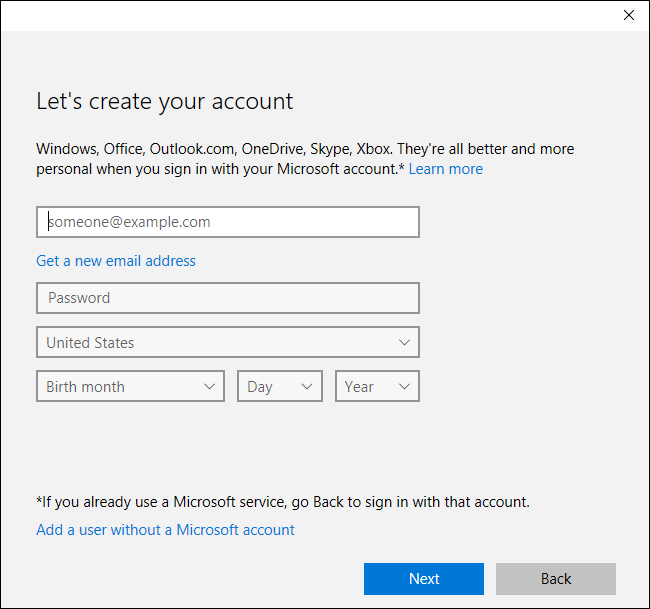 Let's create your account
Windows, Office, Outlook.com, OneDrive, Skype, Xbox. They're all better and more
personal when you sign in with your Microsoft account.* Learn more
someone@example.com
Get a new email address
Password
United States
Birth month Day Year
*If you already use a Microsoft service, go Back to sign in with that account.
Add a user without a Microsoft account
Next Back